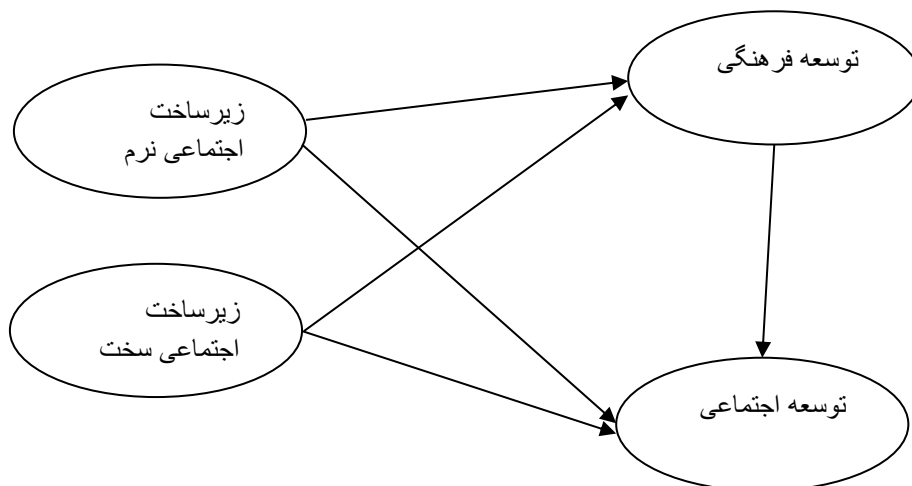 توسعه فرهنگی
زیرساخت
اجتماعی نرم
زیرساخت
اجتماعی سخت
توسعه اجتماعی